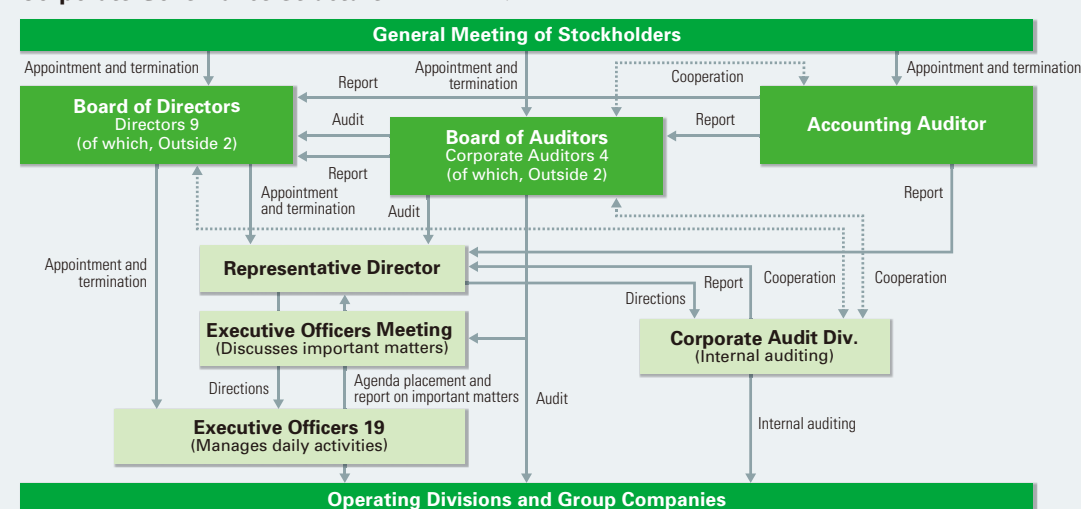 General Meeting of Stockholders
Appointment and termination
Report
Appointment and
termination
Cooperation
Appointment and termination
Board of Directors
Directors 9
(of which, Outside 2)
Audit
Board of Auditors
Corporate Auditors 4
(of which, Outside 2)
Report
Accounting Auditor
Report
Appointment
and termination
Audit
Report
Appointment and
termination
Representative Director
Directions
Report
Cooperation
Cooperation
Executive Officers Meeting
(Discusses important matters)
Corporate Audit Div.
(Internal auditing)
Directions
Agenda placement and
report on important matters
Audit
Executive Officers 19
(Manages daily activities)
Internal auditing
Operating Divisions and Group Companies